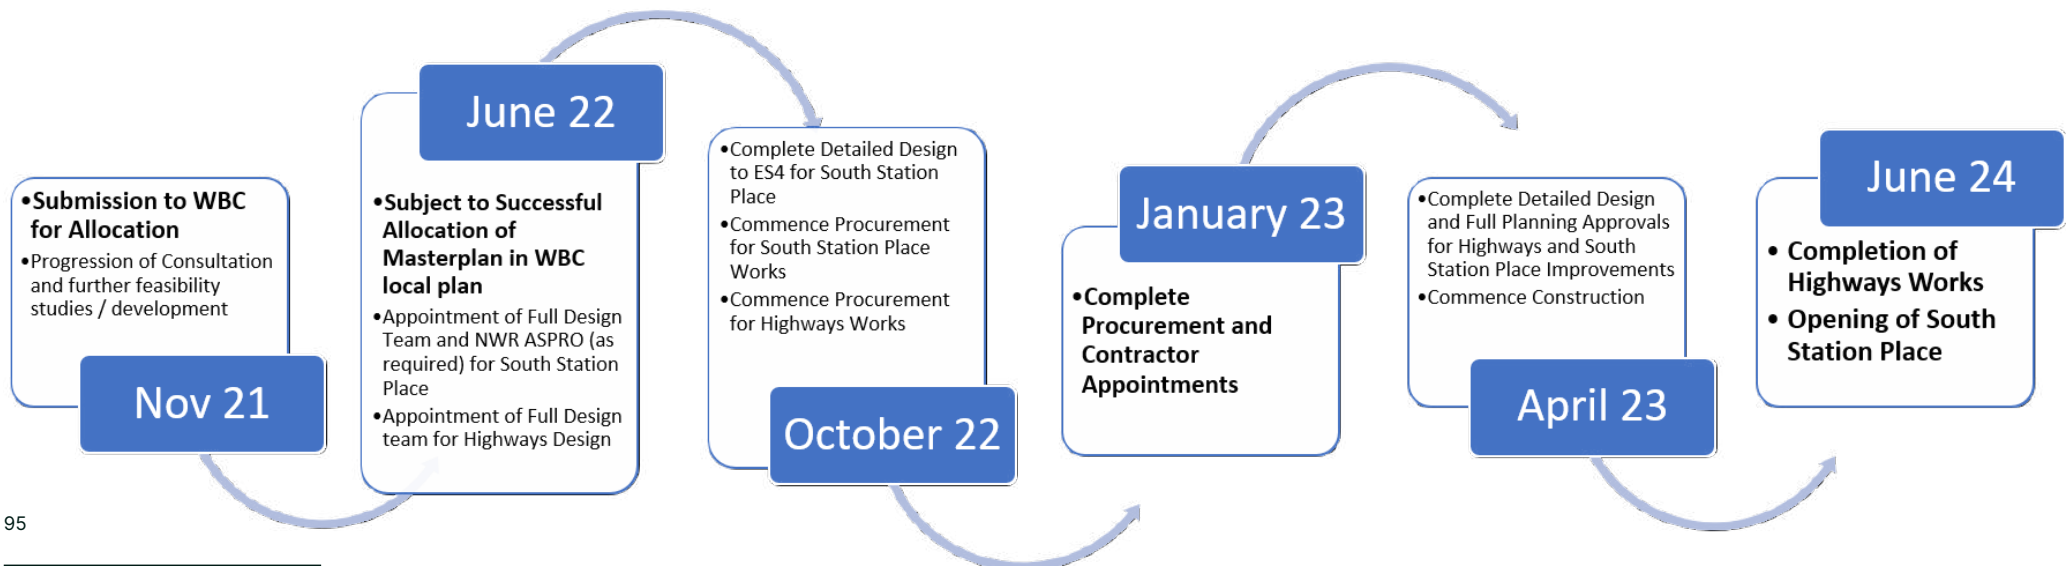 •Submission to WBC
for Allocation
•Progression of Consultation
and further feasibility
studies / development
Nov 21
June 22
•Subject to Successful
Allocation of
Masterplan in WBC
local plan
•Appointment of Full Design
Team and NWR ASPRO (as
required) for South Station
Place
•Appointment of Full Design
team for Highways Design
•Complete Detailed Design
to ES4 for South Station
Place
•Commence Procurement
for South Station Place
Works
•Commence Procurement
for Highways Works
October 22
January 23
•Complete
Procurement and
Contractor
Appointments
•Complete Detailed Design
and Full Planning Approvals
for Highways and South
Station Place Improvements
•Commence Construction
April 23
June 24
• Completion of
Highways Works
• Opening of South
Station Place
95